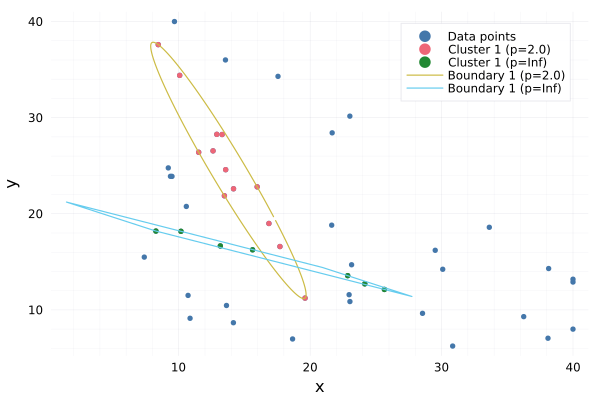 40
30
20
10
y
10
20
30
40
x
Data points
Cluster 1 (p=2.0)
Cluster 1 (p=Inf)
Boundary 1 (p=2.0)
Boundary 1 (p=Inf)